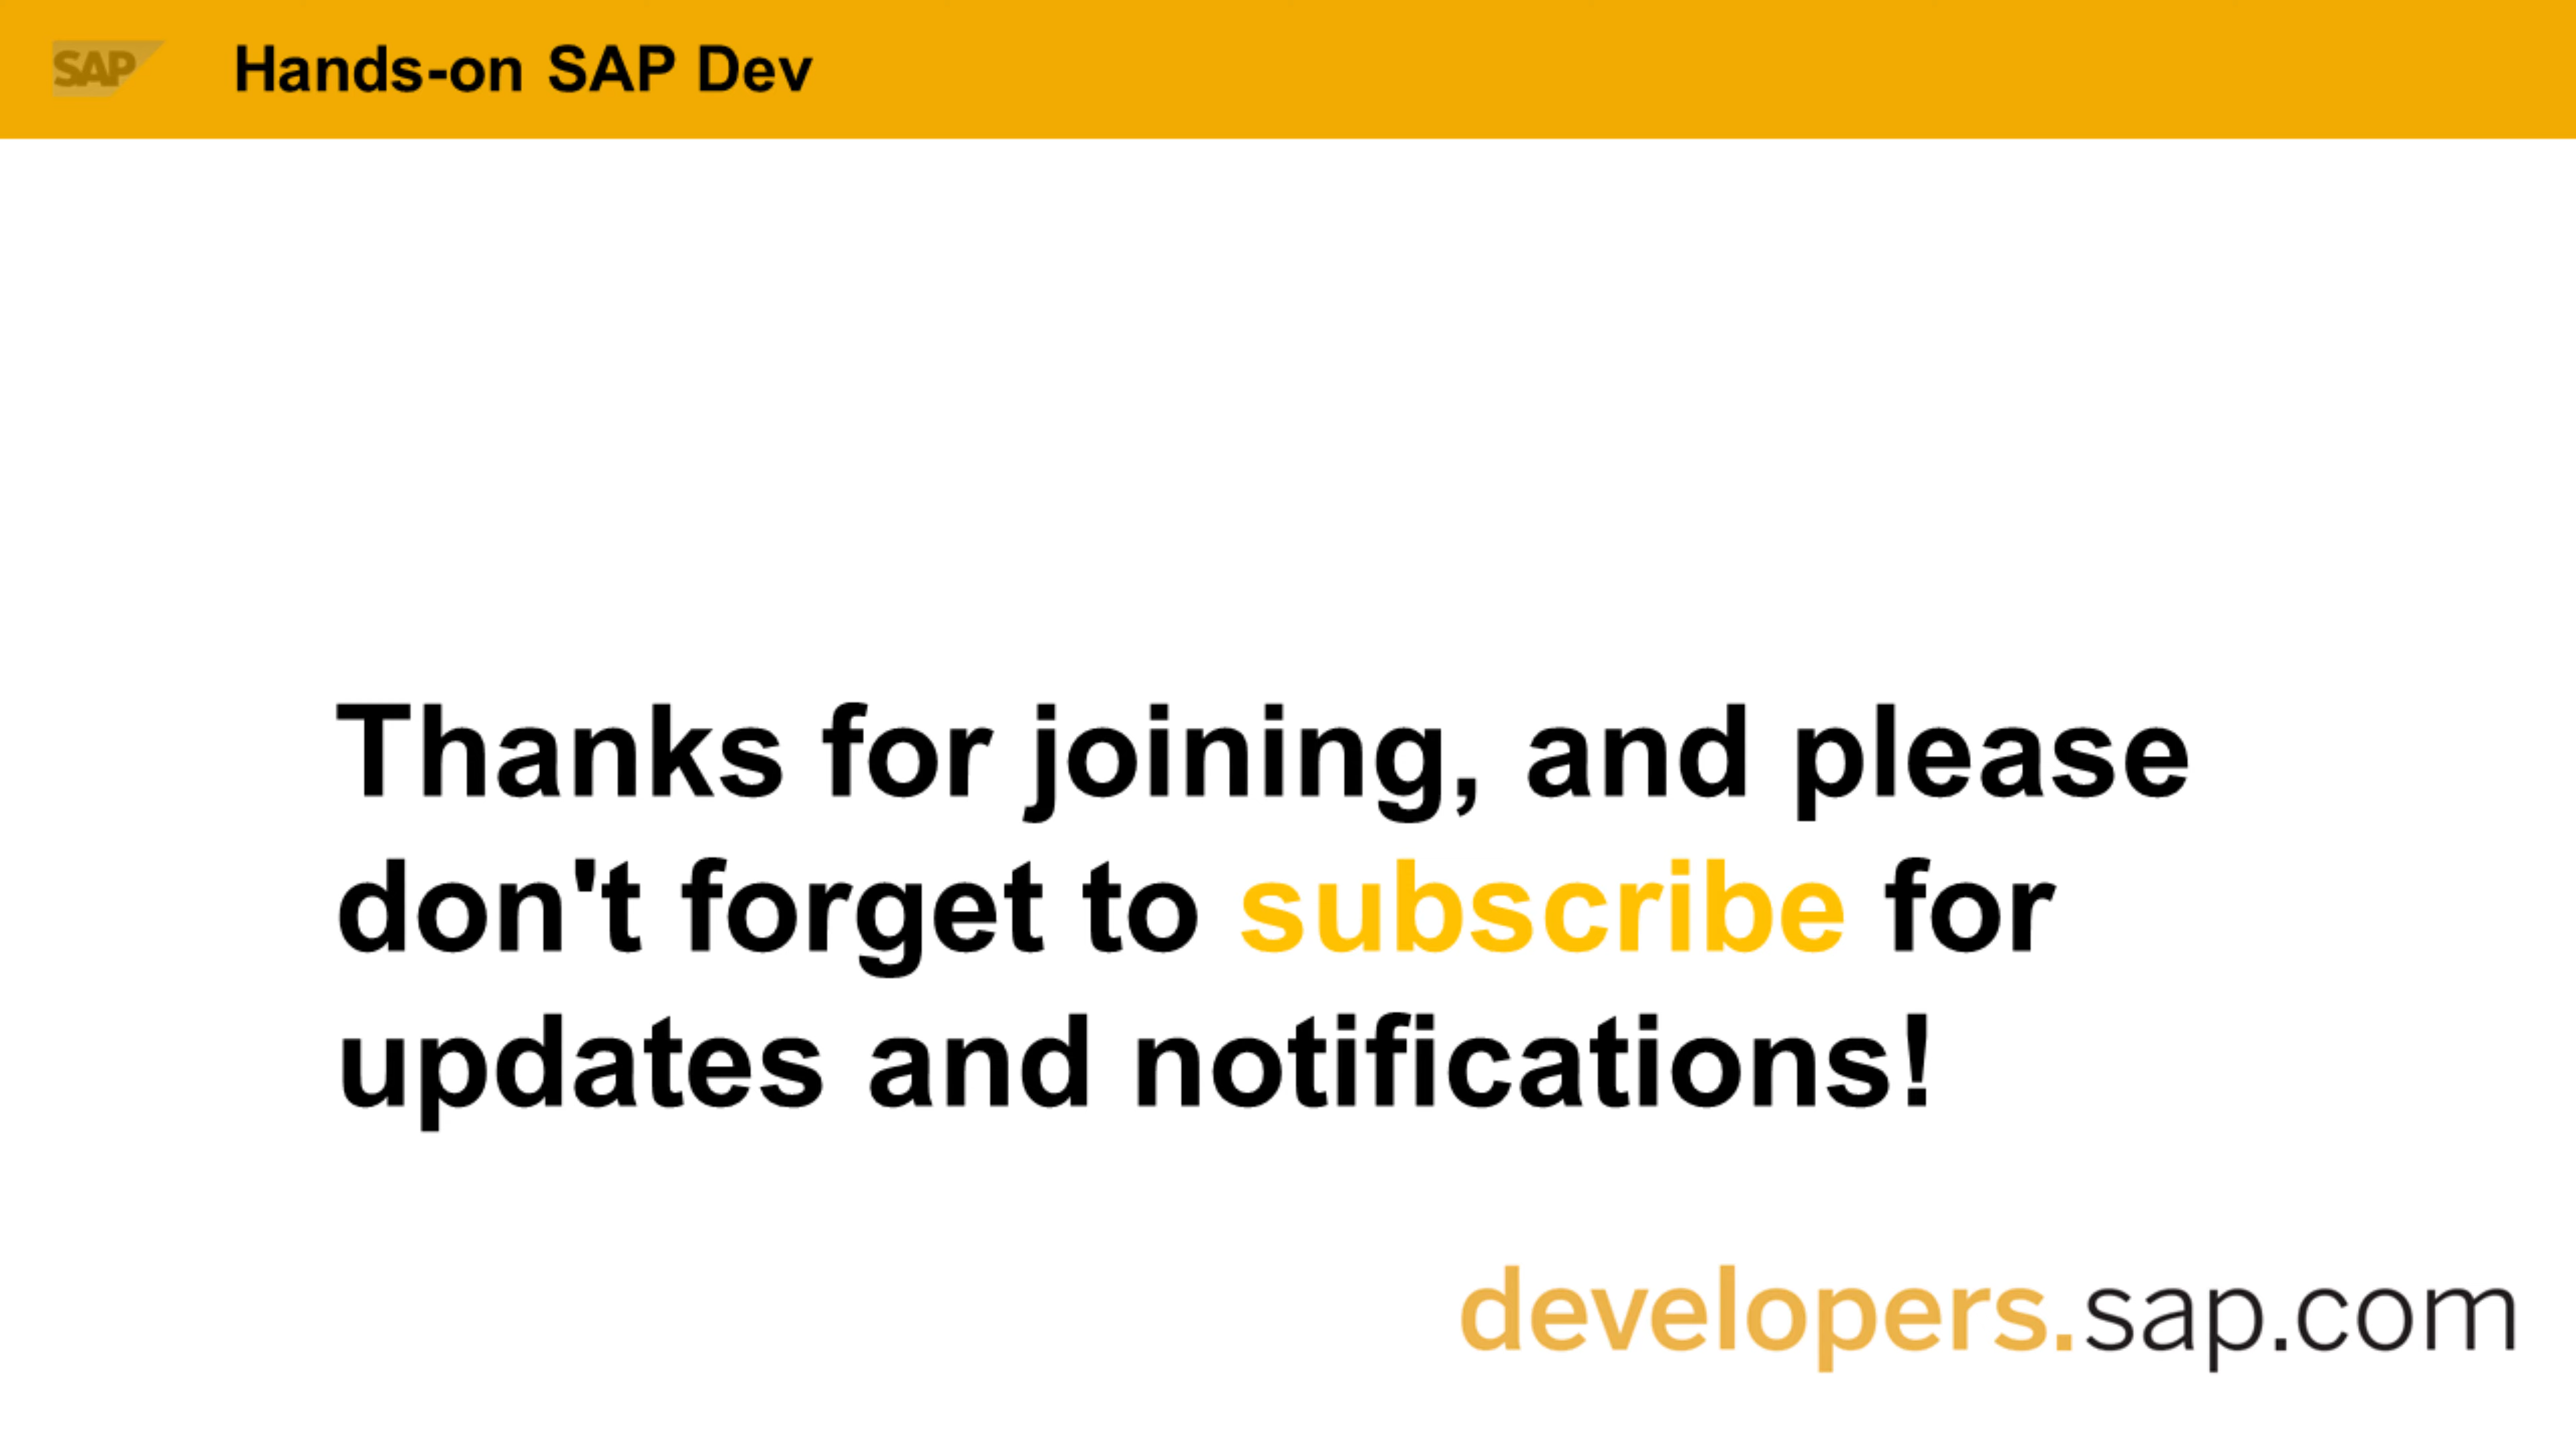 SAP Hands-on SAP Dev
Thanks for joining, and please
don't forget to subscribe for
updates and notifications!
developers.sap.com